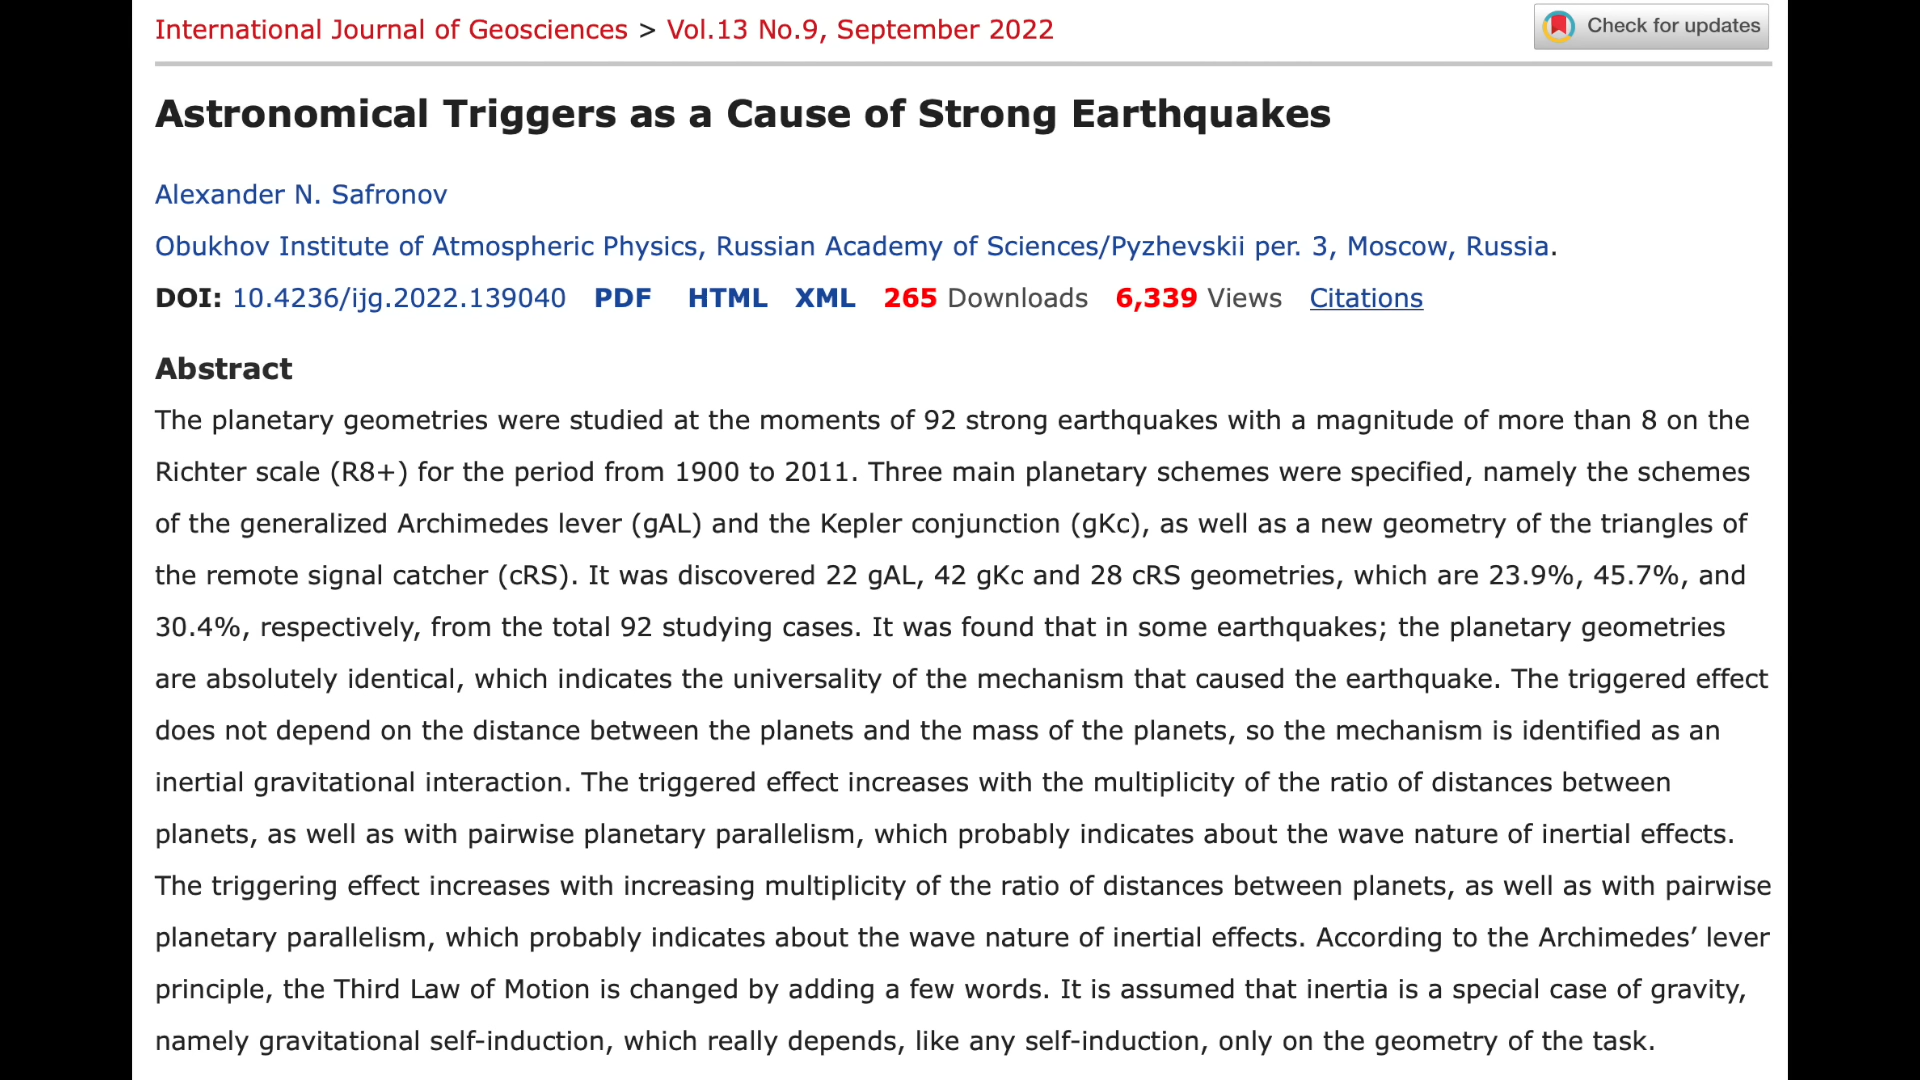 International Journal of Geosciences > Vol.13 No.9, September 2022
Check for updates
Astronomical Triggers as a Cause of Strong Earthquakes
Alexander N. Safronov
Obukhov Institute of Atmospheric Physics, Russian Academy of Sciences/Pyzhevskii per. 3, Moscow, Russia.
DOI: 10.4236/ijg.2022.139040 PDF HTML XML 265 Downloads 6,339 Views Citations
Abstract
The planetary geometries were studied at the moments of 92 strong earthquakes with a magnitude of more than 8 on the
Richter scale (R8+) for the period from 1900 to 2011. Three main planetary schemes were specified, namely the schemes
of the generalized Archimedes lever (gAL) and the Kepler conjunction (gKc), as well as a new geometry of the triangles of
the remote signal catcher (cRS). It was discovered 22 gAL, 42 gKc and 28 cRS geometries, which are 23.9%, 45.7%, and
30.4%, respectively, from the total 92 studying cases. It was found that in some earthquakes; the planetary geometries
are absolutely identical, which indicates the universality of the mechanism that caused the earthquake. The triggered effect
does not depend on the distance between the planets and the mass of the planets, so the mechanism is identified as an
inertial gravitational interaction. The triggered effect increases with the multiplicity of the ratio of distances between
planets, as well as with pairwise planetary parallelism, which probably indicates about the wave nature of inertial effects.
The triggering effect increases with increasing multiplicity of the ratio of distances between planets, as well as with pairwise
planetary parallelism, which probably indicates about the wave nature of inertial effects. According to the Archimedes’ lever
principle, the Third Law of Motion is changed by adding a few words. It is assumed that inertia is a special case of gravity,
namely gravitational self-induction, which really depends, like any self-induction, only on the geometry of the task.